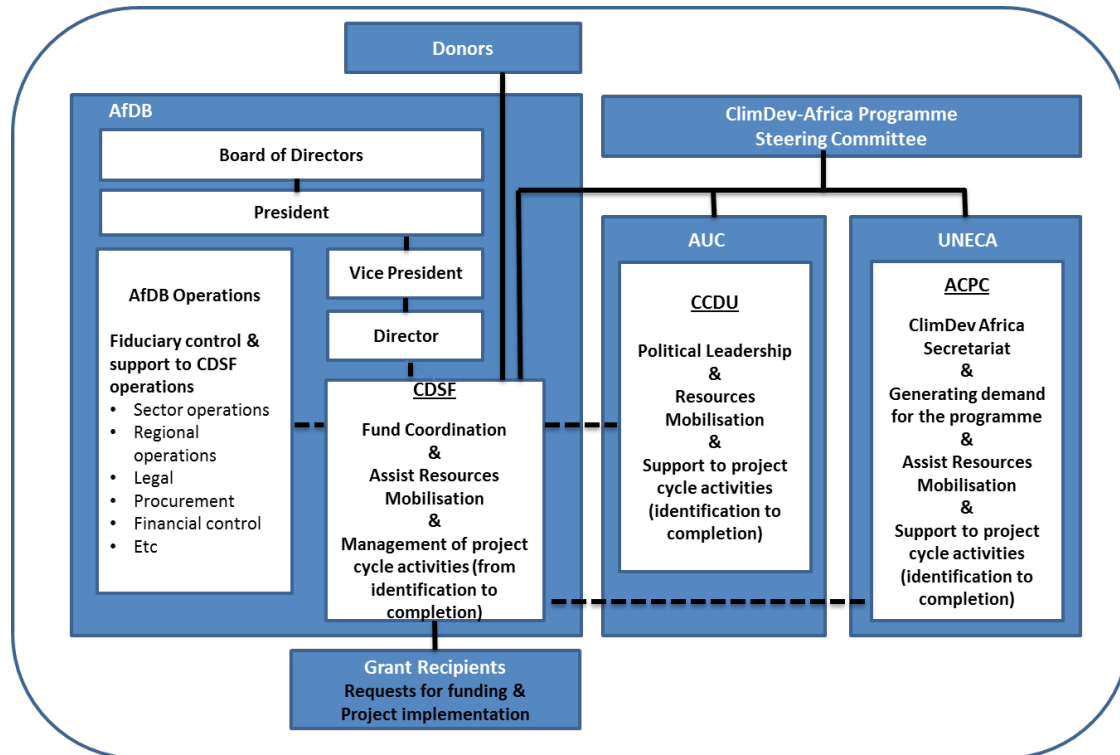 Donors
AfDB
Board of Directors
President
Vice President
Director
AfDB Operations
Fiduciary control &
support to CDSF
operations
• Sector operations
• Regional
operations
• Legal
• Procurement
• Financial control
• Etc
CDSF
Fund Coordination
&
Assist Resources
Mobilisation
&
Management of project
cycle activities (from
identification to
completion)
Grant Recipients
Requests for funding &
Project implementation
ClimDev-Africa Programme
Steering Committee
AUC
CCDU
Political Leadership
&
Resources
Mobilisation
&
Support to project
cycle activities
(identification to
completion)
UNECA
ACPC
ClimDev Africa
Secretariat
&
Generating demand
for the programme
&
Assist Resources
Mobilisation
&
Support to project
cycle activities
(identification to
completion)